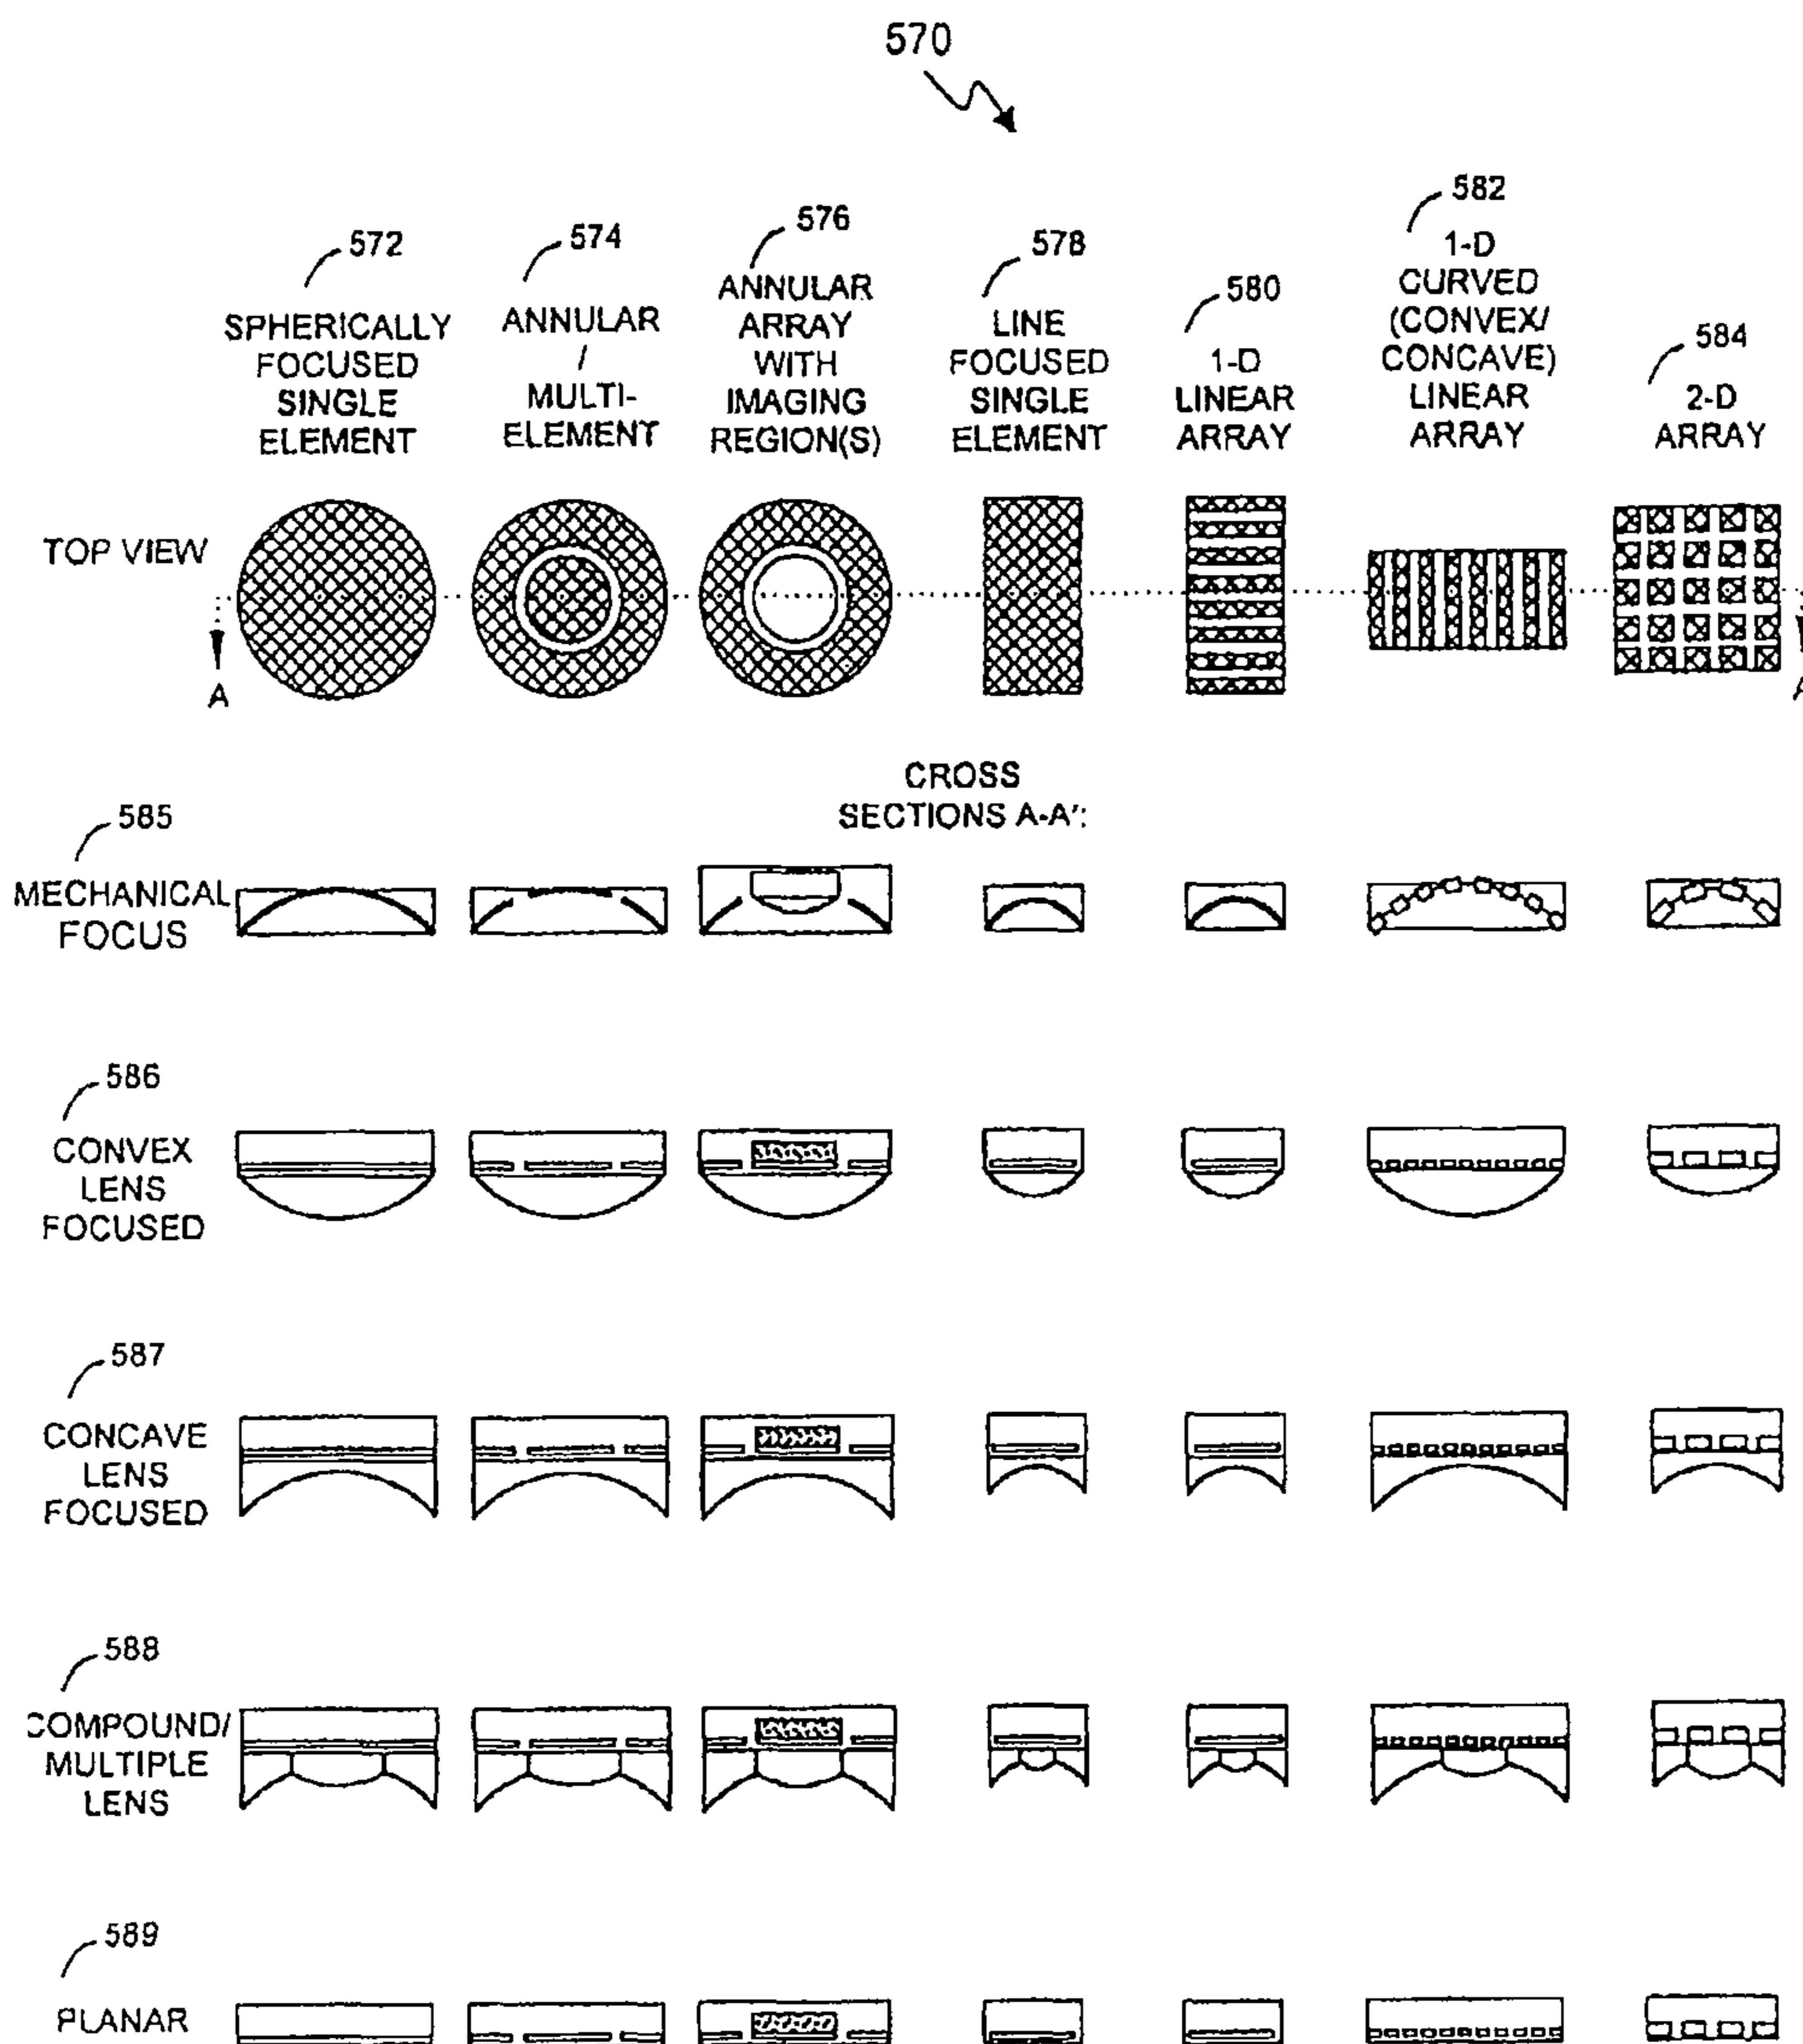 570
572
SPHERICALLY
FOCUSED
SINGLE
ELEMENT
574
ANNULAR
/
MULTI-
ELEMENT
576
ANNULAR
ARRAY
WITH
IMAGING
REGION(S)
578
LINE
FOCUSED
SINGLE
ELEMENT
580
1-D
LINEAR
ARRAY
582
1-D
CURVED
(CONVEX/
CONCAVE)
LINEAR
ARRAY
584
2-D
ARRAY
TOP VIEW
A
A
CROSS
SECTIONS A-A':
585
MECHANICAL
FOCUS
586
CONVEX
LENS
FOCUSED
587
CONCAVE
LENS
FOCUSED
588
COMPOUND/
MULTIPLE
LENS
589
PLANAR